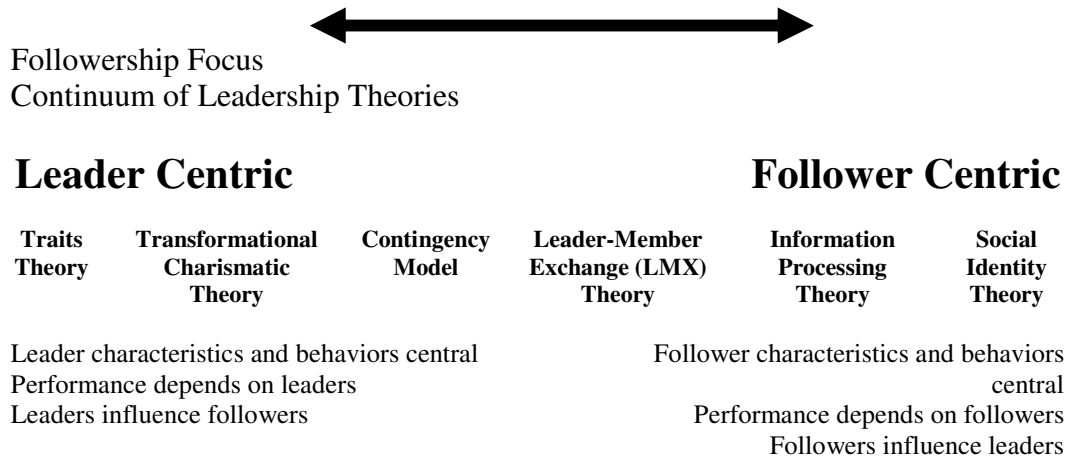 Followership Focus
Continuum of Leadership Theories
Leader Centric
Follower Centric
Traits
Theory
Transformational
Charismatic
Theory
Contingency
Model
Leader-Member
Exchange (LMX)
Theory
Information
Processing
Theory
Social
Identity
Theory
Leader characteristics and behaviors central
Performance depends on leaders
Leaders influence followers
Follower characteristics and behaviors
central
Performance depends on followers
Followers influence leaders